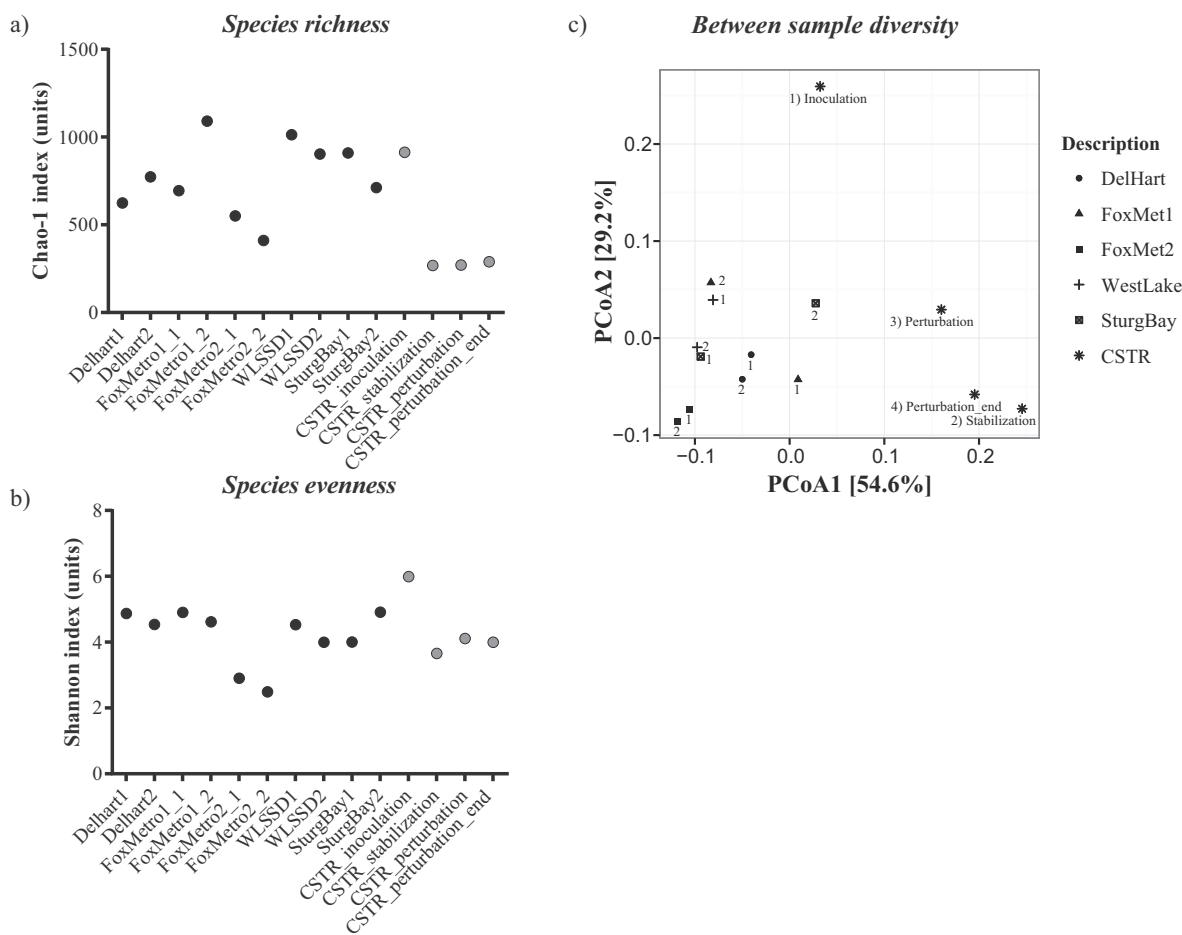 a)
Species richness
Chao-1 index (units)
1500
1000
500
0
Delhart1
Delhart2
FoxMetro1_1
FoxMetro1_2
FoxMetro2_1
FoxMetro2_2
WLSSD1
WLSSD2
SturgBay1
SturgBay2
CSTR_inoculation
CSTR_stabilization
CSTR_perturbation
CSTR_perturbation_end
b)
Species evenness
Shannon index (units)
8
6
4
2
0
Delhart1
Delhart2
FoxMetro1_1
FoxMetro1_2
FoxMetro2_1
FoxMetro2_2
WLSSD1
WLSSD2
SturgBay1
SturgBay2
CSTR_inoculation
CSTR_stabilization
CSTR_perturbation
CSTR_perturbation_end
c)
Between sample diversity
PCoA2 [29.2%]
0.2
0.1
0.0
−0.1
1) Inoculation
2
1
2
3) Perturbation
2
1
1
2
1
4) Perturbation_end
2) Stabilization
1
2
−0.1
0.0
0.1
0.2
PCoA1 [54.6%]
Description
DelHart
FoxMet1
FoxMet2
WestLake
SturgBay
CSTR